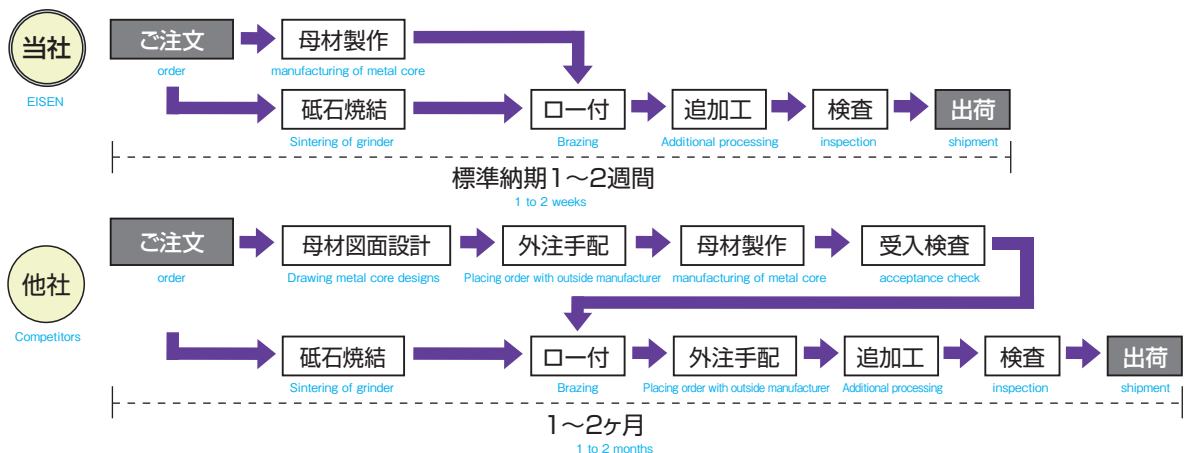 当社
EISEN
ご注文
order
母材製作
manufacturing of metal core
砥石焼結
Sintering of grinder
ロー付
Brazing
追加工
Additional processing
検査
inspection
出荷
shipment
標準納期1〜2週間
1 to 2 weeks
他社
Competitors
ご注文
order
母材図面設計
Drawing metal core designs
外注手配
Placing order with outside manufacturer
母材製作
manufacturing of metal core
受入検査
acceptance check
砥石焼結
Sintering of grinder
ロー付
Brazing
外注手配
Placing order with outside manufacturer
追加工
Additional processing
検査
inspection
出荷
shipment
1〜2ヶ月
1 to 2 months